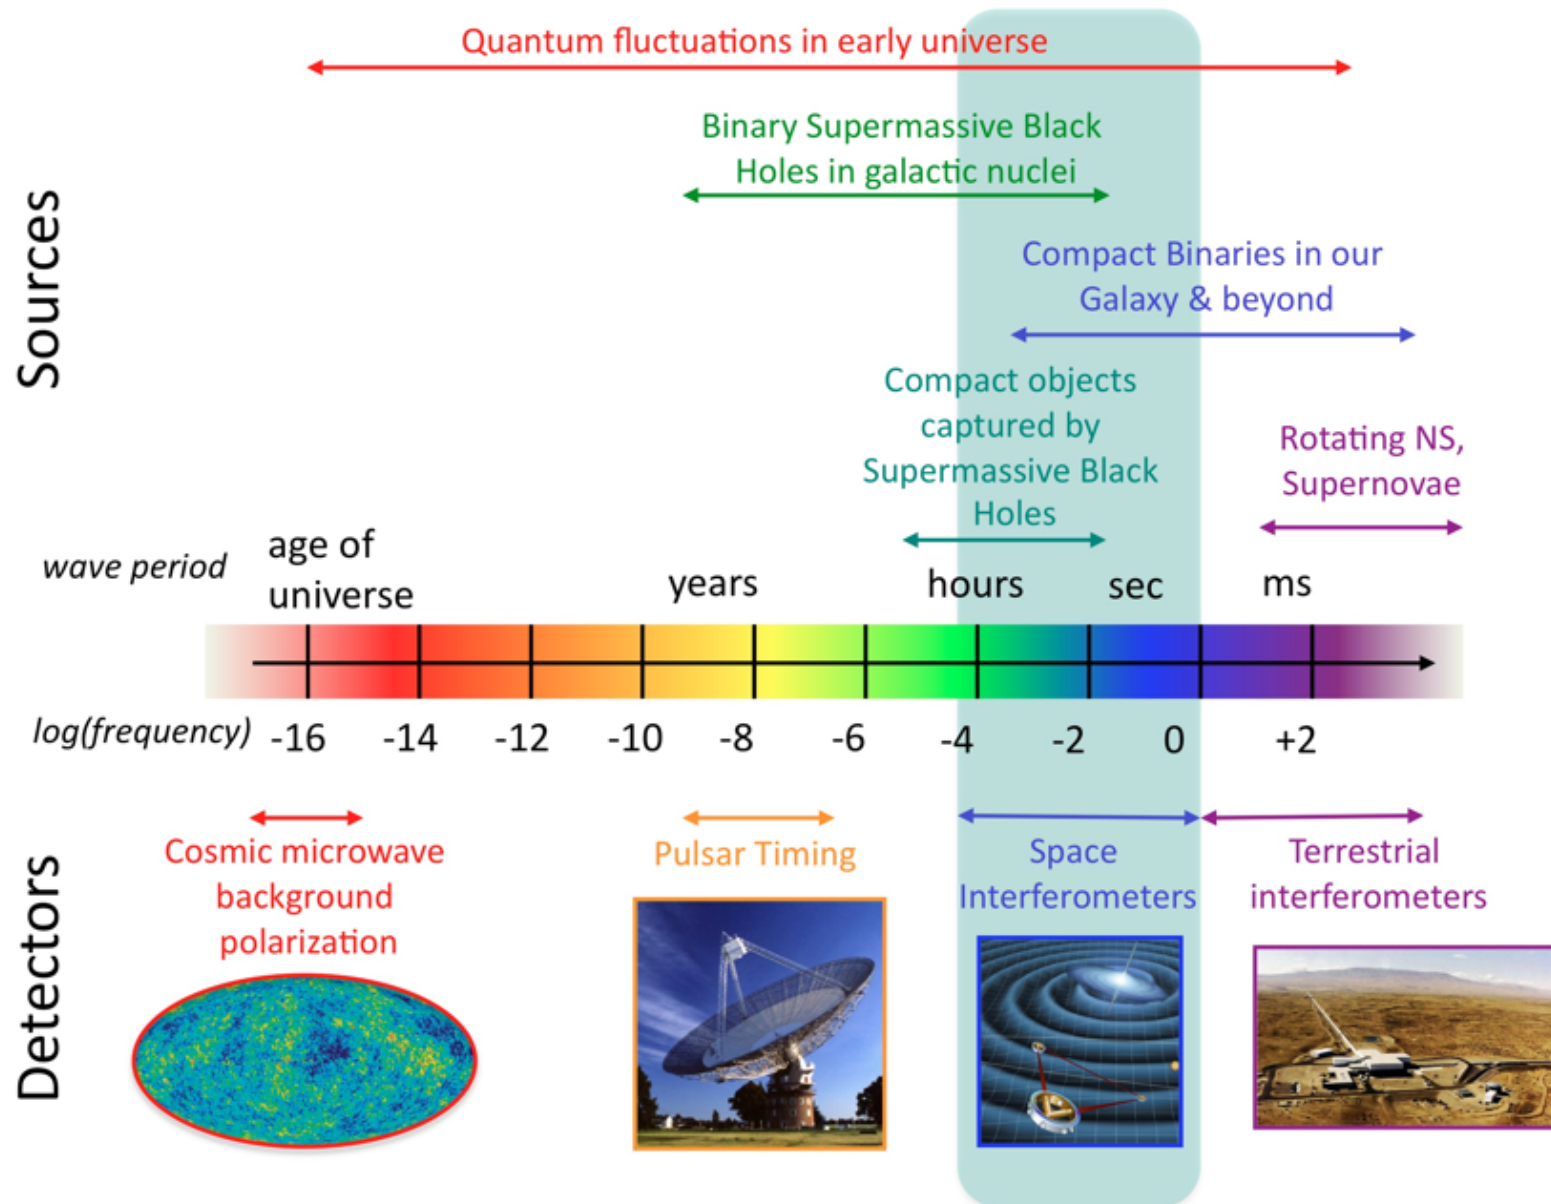 Quantum fluctuations in early universe
Binary Supermassive Black
Holes in galactic nuclei
Compact Binaries in our
Galaxy & beyond
Compact objects
captured by
Supermassive Black
Holes
Rotating NS,
Supernovae
Sources
wave period
age of
universe
years
hours
sec
ms
log(frequency)
-16
-14
-12
-10
-8
-6
-4
-2
0
+2
Detectors
Cosmic microwave
background
polarization
Pulsar Timing
Space
Interferometers
Terrestrial
interferometers